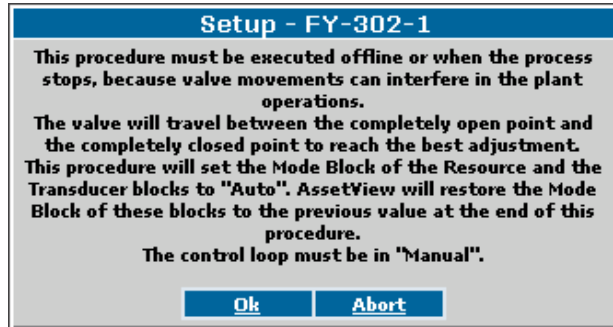 Setup - FY-302-1
This procedure must be executed offline or when the process
stops, because valve movements can interfere in the plant
operations.
The valve will travel between the completely open point and
the completely closed point to reach the best adjustment.
This procedure will set the Mode Block of the Resource and the
Transducer blocks to "Auto". AssetView will restore the Mode
Block of these blocks to the previous value at the end of this
procedure.
The control loop must be in "Manual".
Ok Abort